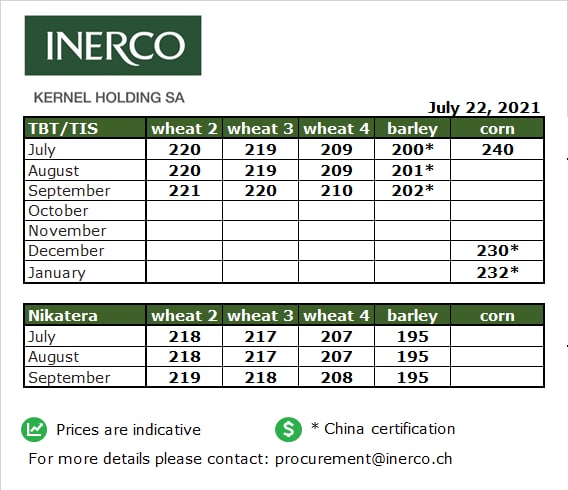 INERCO
KERNEL HOLDING SA
July 22, 2021
TBT/TIS wheat 2 wheat 3 wheat 4 barley corn
July 220 219 209 200* 240
August 220 219 209 201*
September 221 220 210 202*
October
November
December 230*
January 232*
Nikatera wheat 2 wheat 3 wheat 4 barley corn
July 218 217 207 195
August 218 217 207 195
September 219 218 208 195
Prices are indicative
$ * China certification
For more details please contact: procurement@inerco.ch